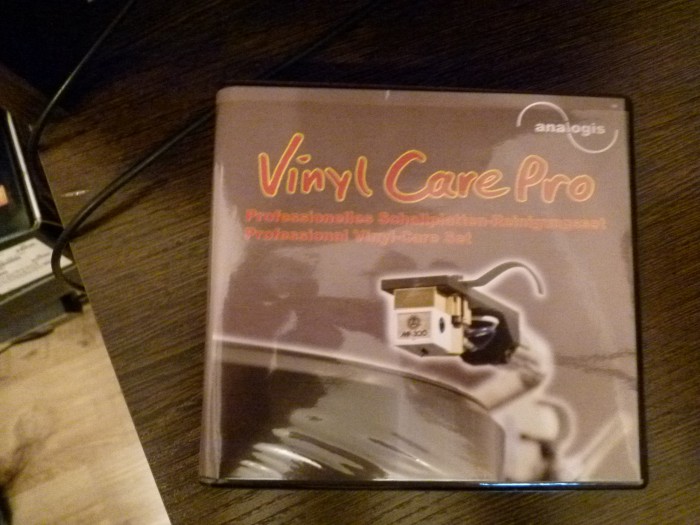 analogis
Vinyl Care Pro
Professionelles Schallplatten-Reinigungsset
Professional Vinyl-Care Set